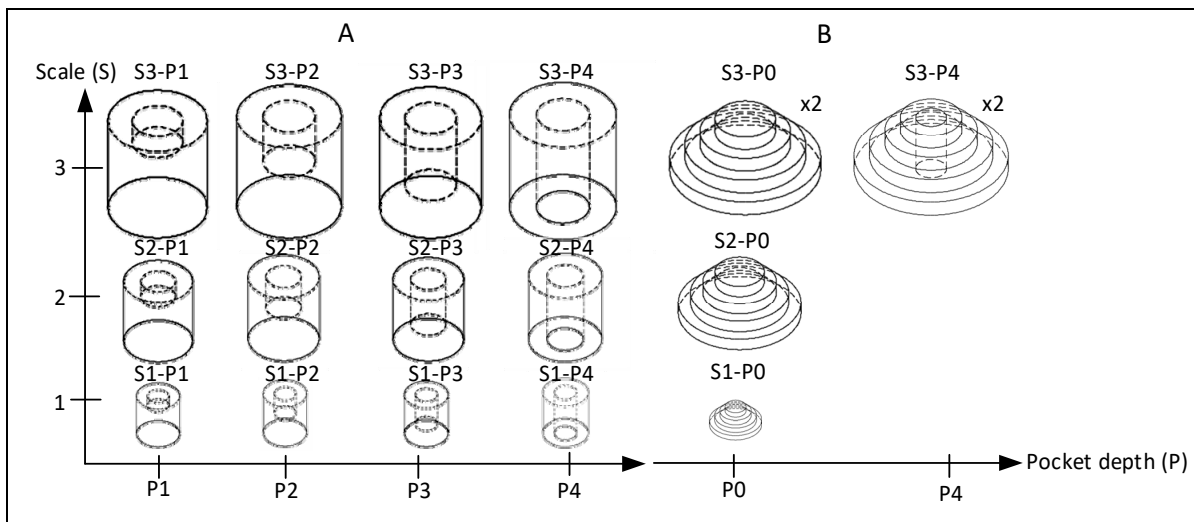 A B
Scale (S) S3-P1 S3-P2 S3-P3 S3-P4 S3-P0 S3-P4
x2 x2
3
S2-P1 S2-P2 S2-P3 S2-P4 S2-P0
2
S1-P1 S1-P2 S1-P3 S1-P4 S1-P0
1
Pocket depth (P)
P1 P2 P3 P4 P0 P4